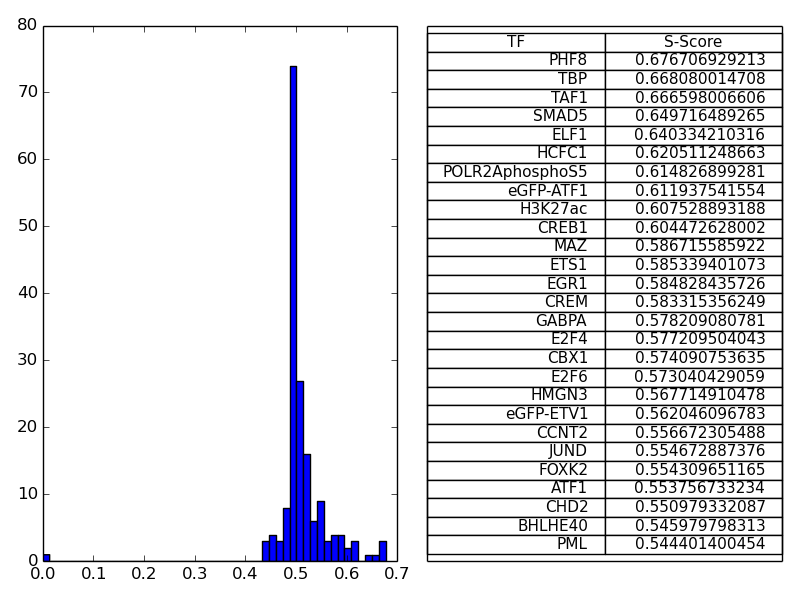 80
70
60
50
40
30
20
10
0
0.0 0.1 0.2 0.3 0.4 0.5 0.6 0.7
TF S-Score
PHF8 0.676706929213
TBP 0.668080014708
TAF1 0.666598006606
SMAD5 0.649716489265
ELF1 0.640334210316
HCFC1 0.620511248663
POLR2AphosphoS5 0.614826899281
eGFP-ATF1 0.611937541554
H3K27ac 0.607528893188
CREB1 0.604472628002
MAZ 0.586715585922
ETS1 0.585339401073
EGR1 0.584828435726
CREM 0.583315356249
GABPA 0.578209080781
E2F4 0.577209504043
CBX1 0.574090753635
E2F6 0.573040429059
HMGN3 0.567714910478
eGFP-ETV1 0.562046096783
CCNT2 0.556672305488
JUND 0.554672887376
FOXK2 0.554309651165
ATF1 0.553756733234
CHD2 0.550979332087
BHLHE40 0.545979798313
PML 0.544401400454